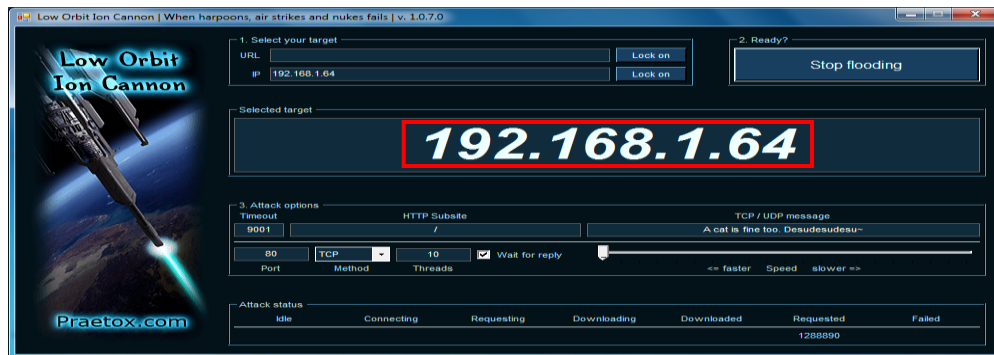 Low Orbit Ion Cannon | When harpoons, air strikes and nukes fails | v. 1.0.7.0
Low Orbit
Ion Cannon
Praetox.com
1. Select your target
URL Lock on
IP 192.168.1.64 Lock on
2. Ready?
Stop flooding
Selected target
192.168.1.64
3. Attack options
Timeout HTTP Subsite TCP / UDP message
9001 / A cat is fine too. Desudesudesu~
80 TCP 10 Wait for reply
Port Method Threads <= faster Speed slower =>
Attack status
Idle Connecting Requesting Downloading Downloaded Requested Failed
1288890